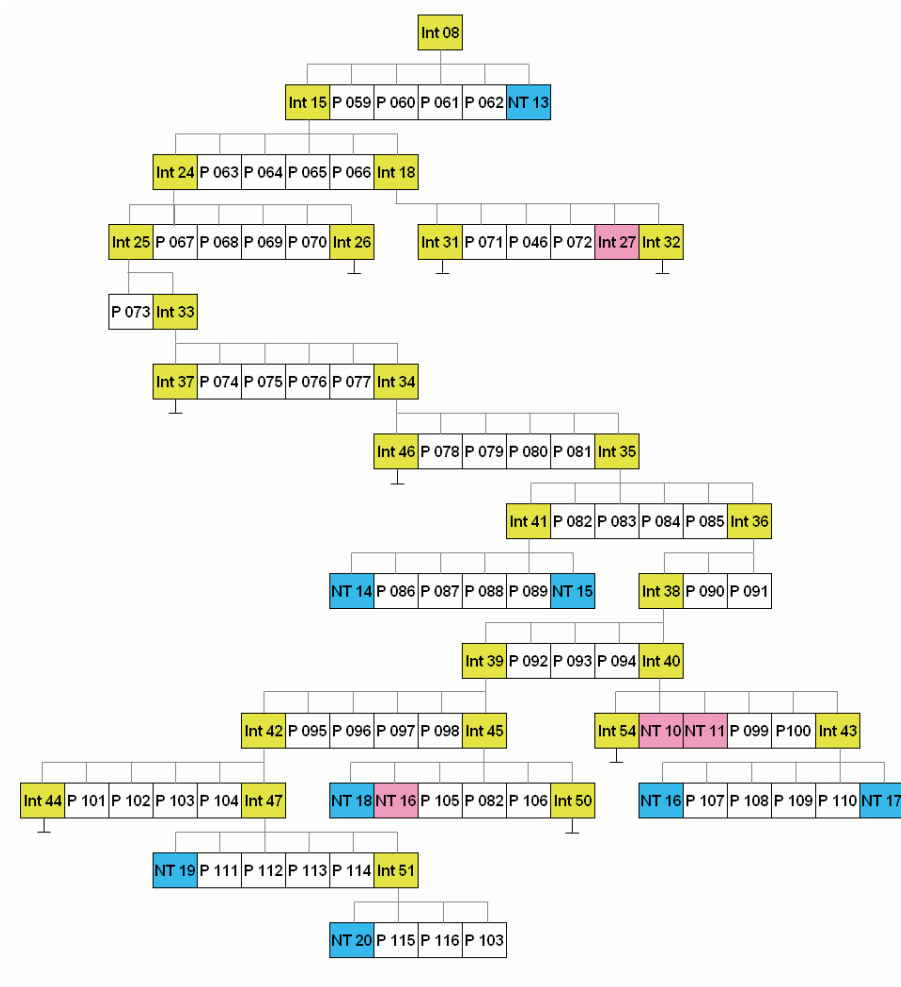 Int 08
Int 15 P 059 P 060 P 061 P 062 NT 13
Int 24 P 063 P 064 P 065 P 066 Int 18
Int 25 P 067 P 068 P 069 P 070 Int 26 Int 31 P 071 P 046 P 072 Int 27 Int 32
P 073 Int 33
Int 37 P 074 P 075 P 076 P 077 Int 34
Int 46 P 078 P 079 P 080 P 081 Int 35
Int 41 P 082 P 083 P 084 P 085 Int 36
NT 14 P 086 P 087 P 088 P 089 NT 15 Int 38 P 090 P 091
Int 39 P 092 P 093 P 094 Int 40
Int 42 P 095 P 096 P 097 P 098 Int 45 Int 54 NT 10 NT 11 P 099 P100 Int 43
Int 44 P 101 P 102 P 103 P 104 Int 47 NT 18 NT 16 P 105 P 082 P 106 Int 50 NT 16 P 107 P 108 P 109 P 110 NT 17
NT 19 P 111 P 112 P 113 P 114 Int 51
NT 20 P 115 P 116 P 103